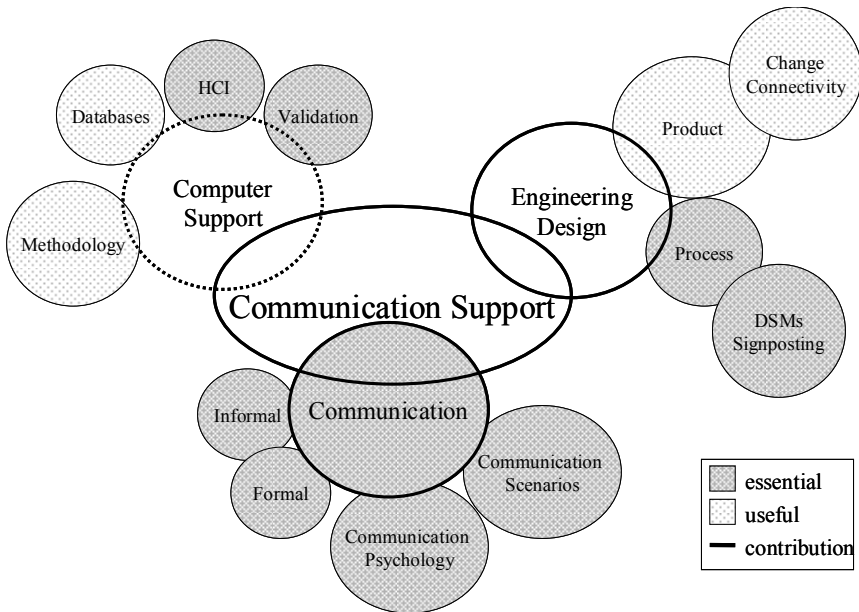 Change
Connectivity
HCI
Databases
Validation
Product
Computer
Support
Engineering
Design
Methodology
Process
Communication Support
DSMs
Signposting
Informal
Communication
Communication
Scenarios
Formal
Communication
Psychology
essential
useful
contribution